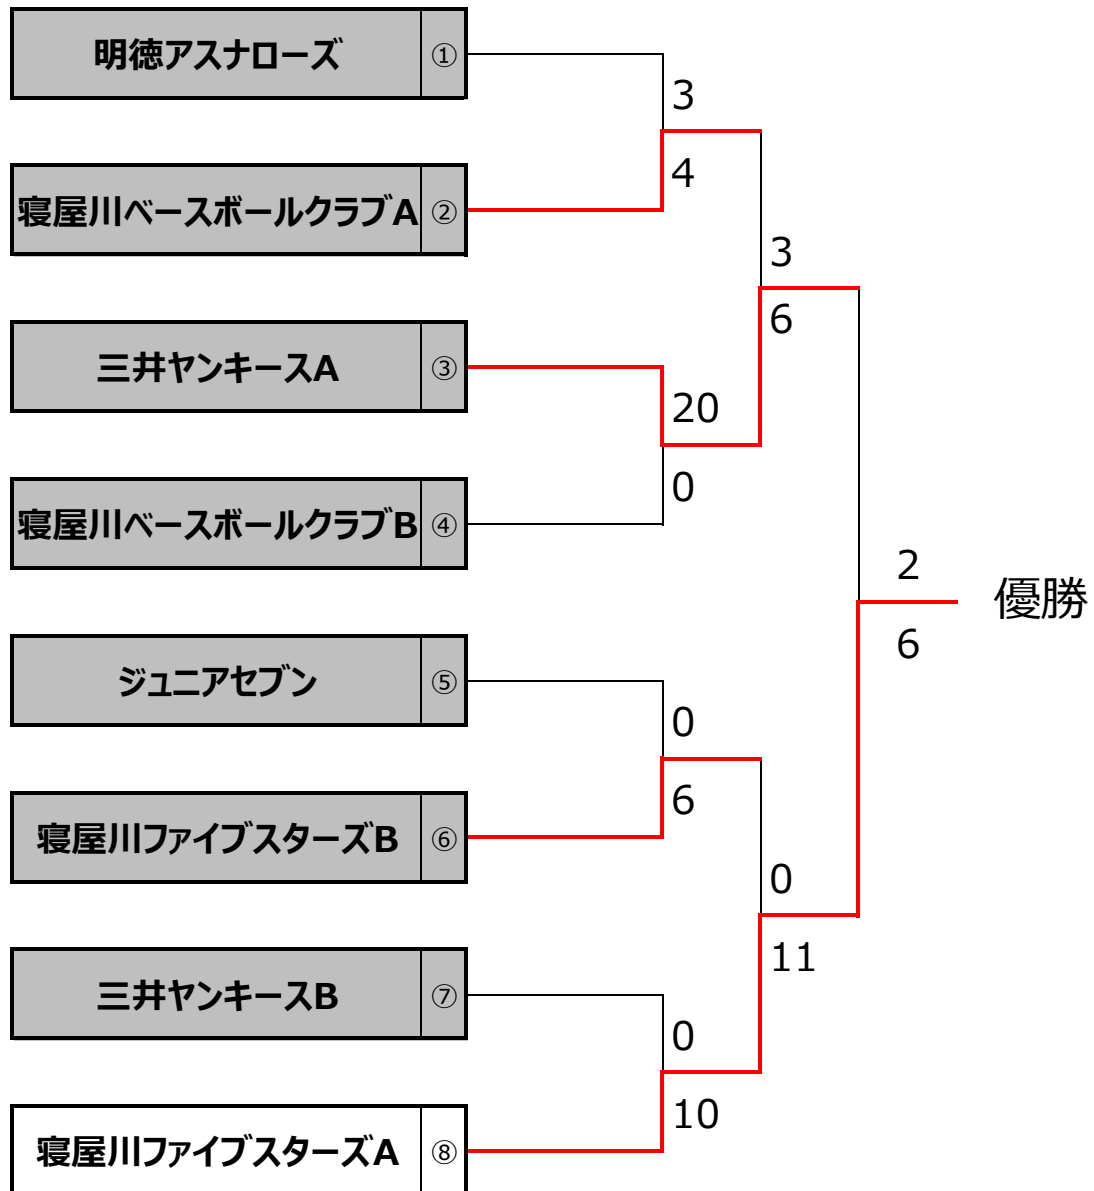 明徳アスナローズ ①
3
4
寝屋川ベースボールクラブA ②
3
6
三井ヤンキースA ③
20
0
寝屋川ベースボールクラブB ④
2
優勝
6
ジュニアセブン ⑤
0
6
寝屋川ファイブスターズB ⑥
0
11
三井ヤンキースB ⑦
0
10
寝屋川ファイブスターズA ⑧